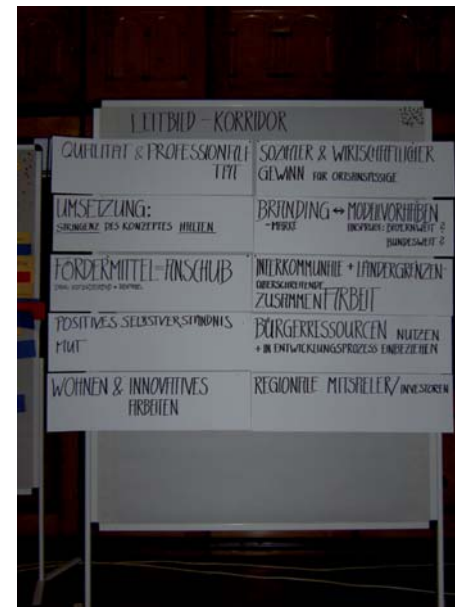 LEITBILD - KORRIDOR
QUALITÄT & PROFESSIONALI
TÄT
UMSETZUNG:
STRINGENZ DES KONZEPTES HALTEN
FÖRDERMITTEL = ANSCHUB
POSITIVES SELBSTVERSTÄNDNIS
MUT
WOHNEN & INNOVATIVES
ARBEITEN
SOZIALER & WIRTSCHAFTLICHER
GEWINN FÜR ORTSANSÄSSIGE
BRANDING ↔ MODELLVORHABEN
- MARKE ANSPRUCH: BAYERNWEIT
BUNDESWEIT
INTERKOMMUNALE + LÄNDERGRENZEN-
ÜBERSCHREITENDE
ZUSAMMENARBEIT
BÜRGERRESSOURCEN NUTZEN
+ IN ENTWICKLUNGSPROZESS EINBEZIEHEN
REGIONALE MITSPIELER/INVESTOREN